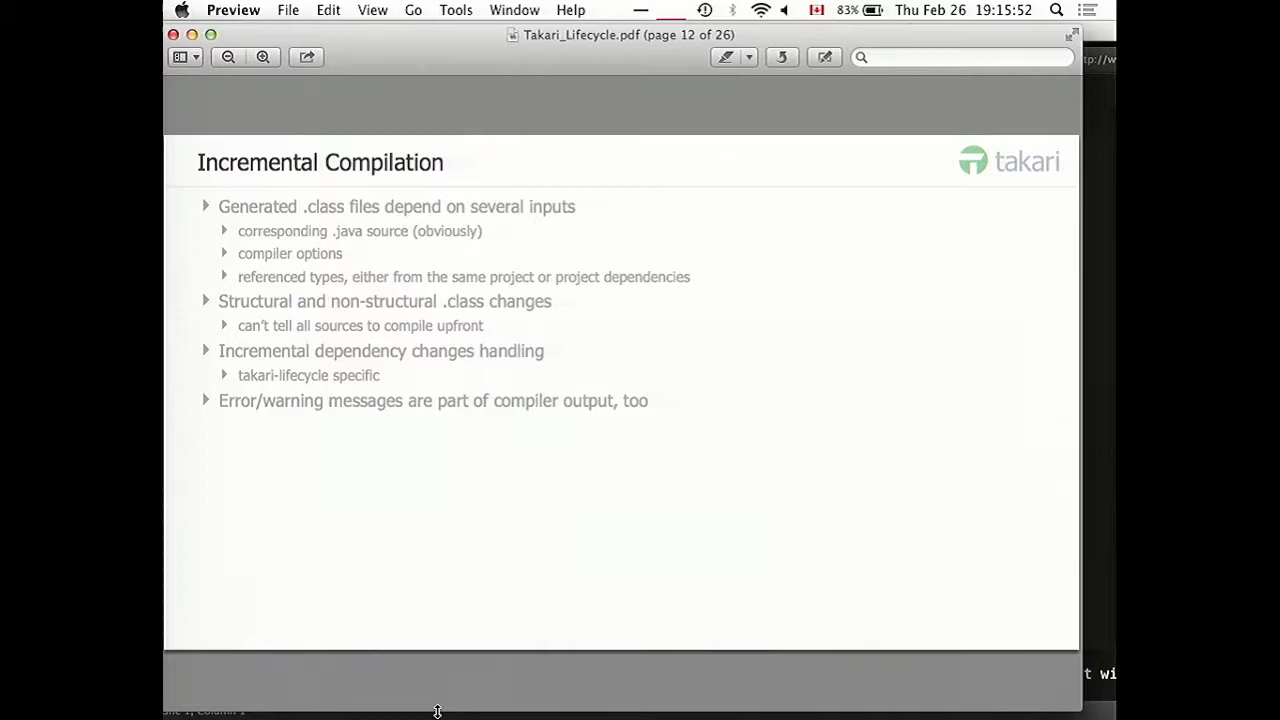 Preview File Edit View Go Tools Window Help 83% Thu Feb 26 19:15:52
Takari_Lifecycle.pdf (page 12 of 26)
tp://w
Incremental Compilation
takari
Generated .class files depend on several inputs
corresponding .java source (obviously)
compiler options
referenced types, either from the same project or project dependencies
Structural and non-structural .class changes
can't tell all sources to compile upfront
Incremental dependency changes handling
takari-lifecycle specific
Error/warning messages are part of compiler output, too
t wi